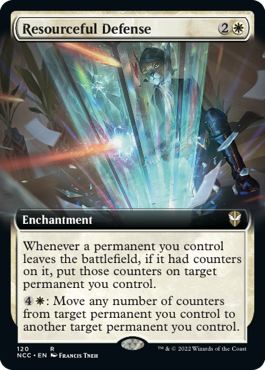 Resourceful Defense 2
Enchantment
Whenever a permanent you control
leaves the battlefield, if it had counters
on it, put those counters on target
permanent you control.
4 : Move any number of counters
from target permanent you control to
another target permanent you control.
120 R
NCC • EN Francis Tneh ™ & © 2022 Wizards of the Coast